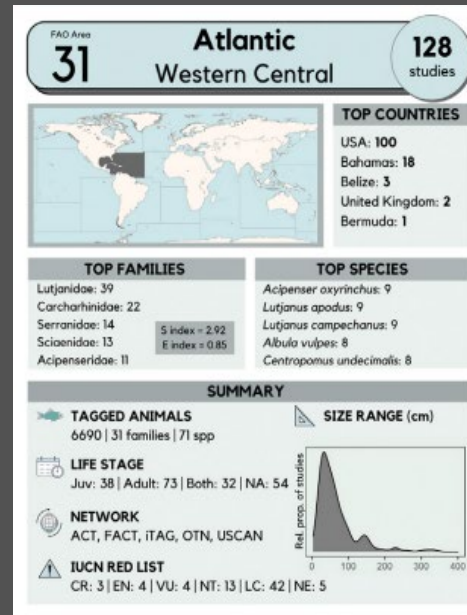 FAO Area
31
Atlantic
Western Central
128
studies
TOP COUNTRIES
USA: 100
Bahamas: 18
Belize: 3
United Kingdom: 2
Bermuda: 1
TOP FAMILIES
Lutjanidae: 39
Carcharhinidae: 22
Serranidae: 14
Sciaenidae: 13
Acipenseridae: 11
S index = 2.92
E index = 0.85
TOP SPECIES
Acipenser oxyrinchus: 9
Lutjanus apodus: 9
Lutjanus campechanus: 9
Albula vulpes: 8
Centropomus undecimalis: 8
SUMMARY
TAGGED ANIMALS
6690 | 31 families | 71 spp
LIFE STAGE
Juv: 38 | Adult: 73 | Both: 32 | NA: 54
NETWORK
ACT, FACT, iTAG, OTN, USCAN
IUCN RED LIST
CR: 3 | EN: 4 | VU: 4 | NT: 13 | LC: 42 | NE: 5
SIZE RANGE (cm)
Rel. prop. of studies
0 100 200 300 400